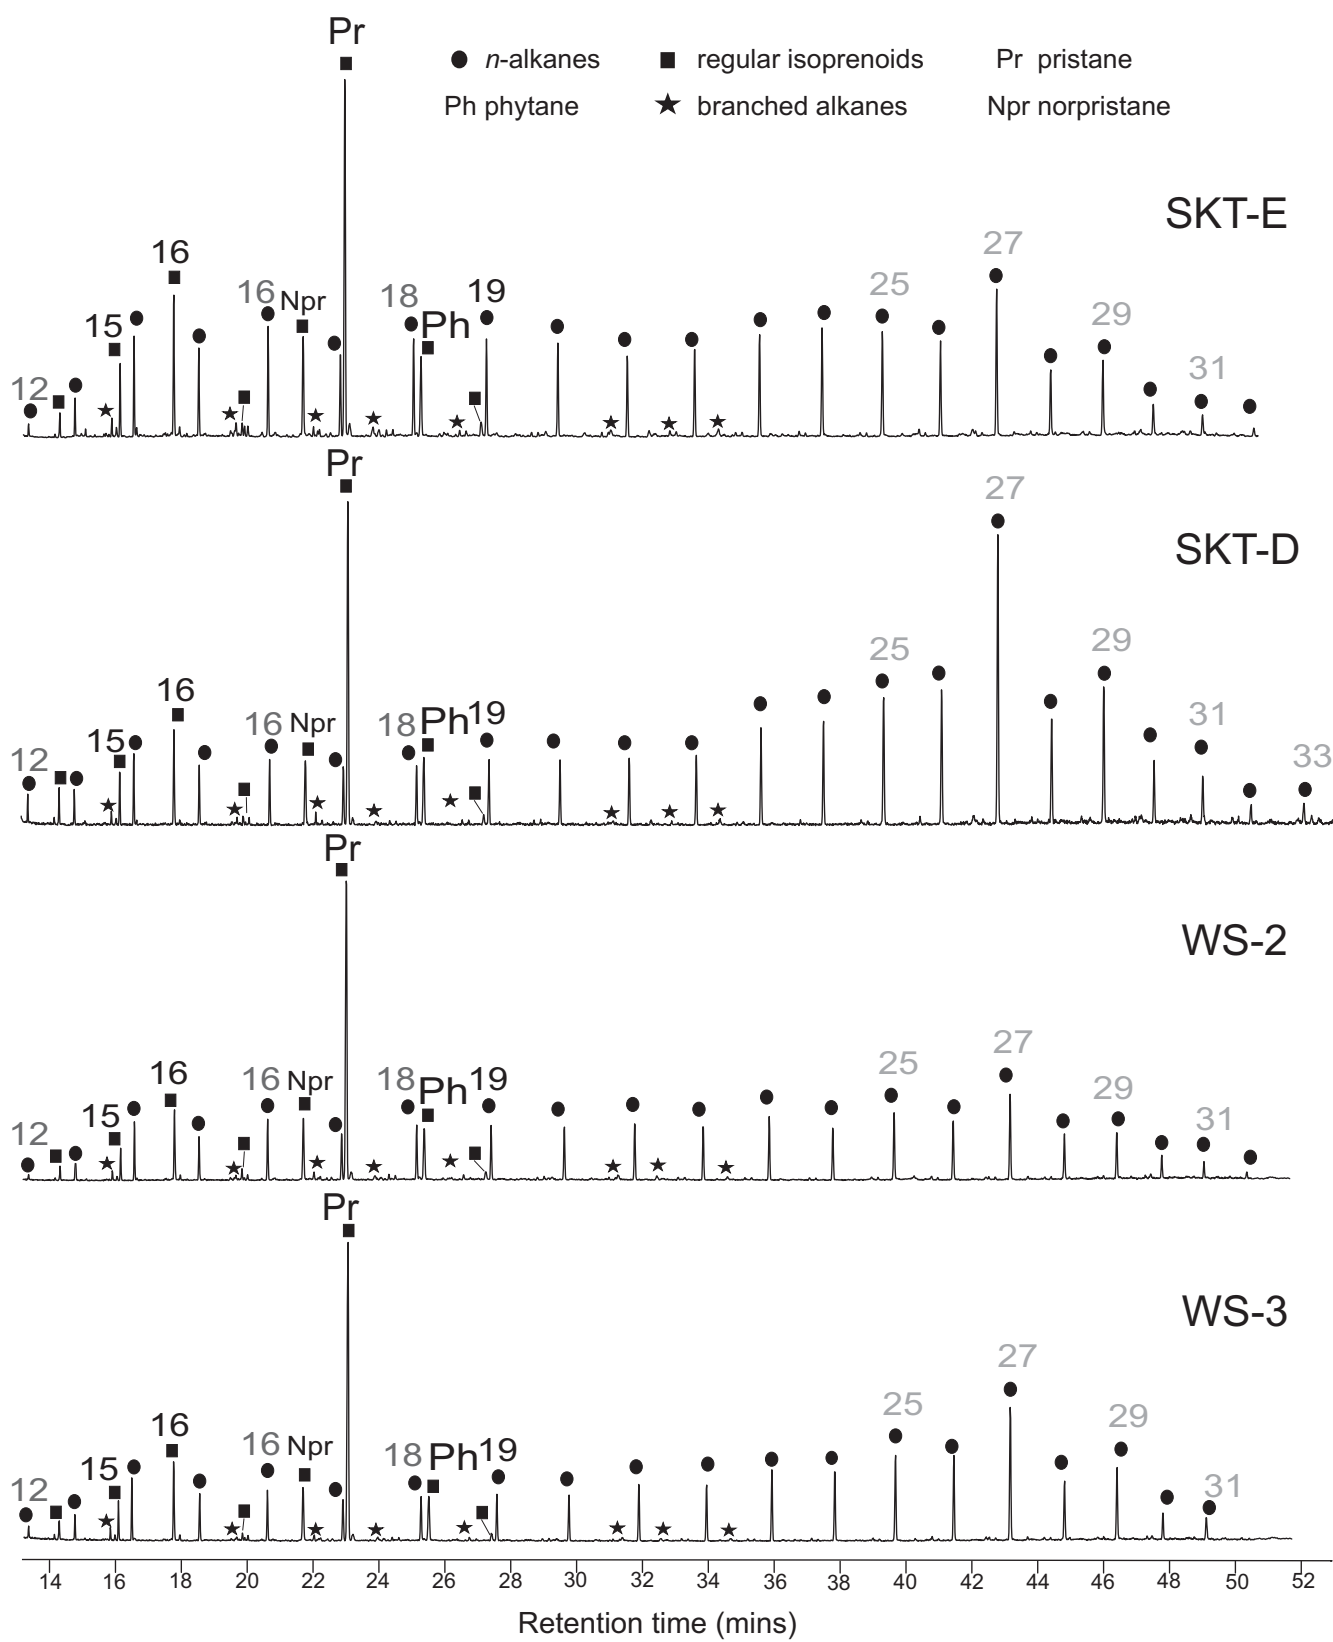 Pr
n-alkanes regular isoprenoids Pr pristane
Ph phytane branched alkanes Npr norpristane
SKT-E
12 15 16 16 Npr 18 Ph 19 25 27 29 31
Pr
SKT-D
12 15 16 16 Npr 18 Ph 19 25 27 29 31 33
Pr
WS-2
12 15 16 16 Npr 18 Ph 19 25 27 29 31
Pr
WS-3
12 15 16 16 Npr 18 Ph 19 25 27 29 31
14 16 18 20 22 24 26 28 30 32 34 36 38 40 42 44 46 48 50 52
Retention time (mins)